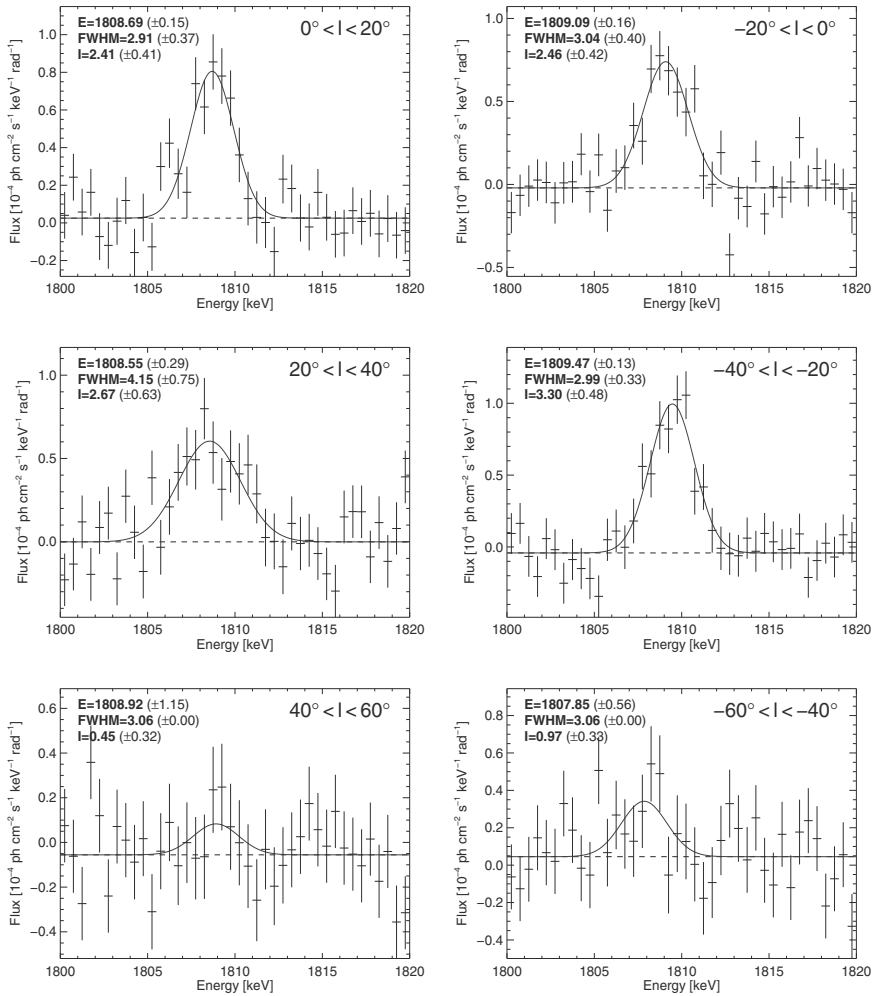 E=1808.69 (±0.15)
FWHM=2.91 (±0.37)
I=2.41 (±0.41)
0° < l < 20°
Flux [10⁻⁴ ph cm⁻² s⁻¹ keV⁻¹ rad⁻¹]
1.0
0.8
0.6
0.4
0.2
0.0
−0.2
1800 1805 1810 1815 1820
Energy [keV]
E=1809.09 (±0.16)
FWHM=3.04 (±0.40)
I=2.46 (±0.42)
−20° < l < 0°
Flux [10⁻⁴ ph cm⁻² s⁻¹ keV⁻¹ rad⁻¹]
1.0
0.5
0.0
−0.5
1800 1805 1810 1815 1820
Energy [keV]
E=1808.55 (±0.29)
FWHM=4.15 (±0.75)
I=2.67 (±0.63)
20° < l < 40°
Flux [10⁻⁴ ph cm⁻² s⁻¹ keV⁻¹ rad⁻¹]
1.0
0.5
0.0
1800 1805 1810 1815 1820
Energy [keV]
E=1809.47 (±0.13)
FWHM=2.99 (±0.33)
I=3.30 (±0.48)
−40° < l < −20°
Flux [10⁻⁴ ph cm⁻² s⁻¹ keV⁻¹ rad⁻¹]
1.0
0.5
0.0
1800 1805 1810 1815 1820
Energy [keV]
E=1808.92 (±1.15)
FWHM=3.06 (±0.00)
I=0.45 (±0.32)
40° < l < 60°
Flux [10⁻⁴ ph cm⁻² s⁻¹ keV⁻¹ rad⁻¹]
0.6
0.4
0.2
0.0
−0.2
−0.4
1800 1805 1810 1815 1820
Energy [keV]
E=1807.85 (±0.56)
FWHM=3.06 (±0.00)
I=0.97 (±0.33)
−60° < l < −40°
Flux [10⁻⁴ ph cm⁻² s⁻¹ keV⁻¹ rad⁻¹]
0.8
0.6
0.4
0.2
0.0
−0.2
−0.4
1800 1805 1810 1815 1820
Energy [keV]